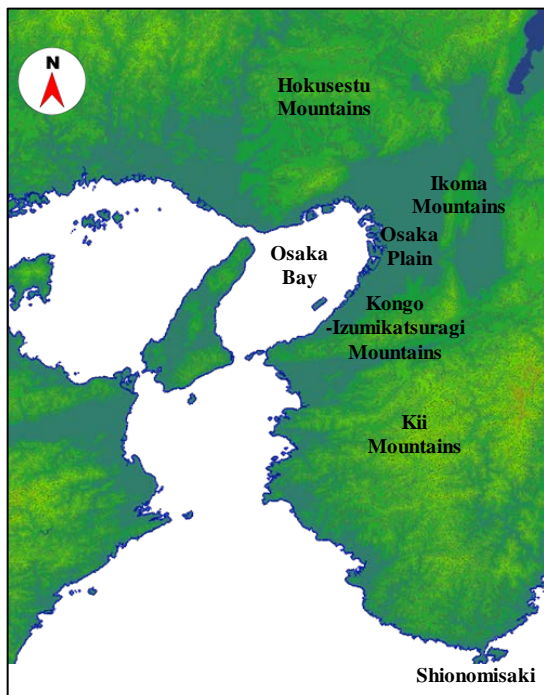 N
Hokusestu
Mountains
Ikoma
Mountains
Osaka
Plain
Osaka
Bay
Kongo
-Izumikatsuragi
Mountains
Kii
Mountains
Shionomisaki